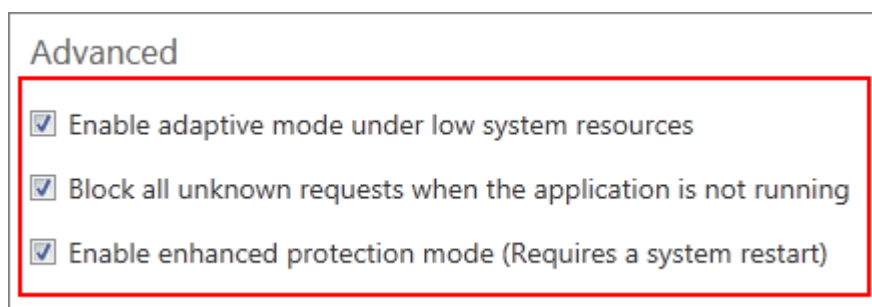 Advanced
Enable adaptive mode under low system resources
Block all unknown requests when the application is not running
Enable enhanced protection mode (Requires a system restart)